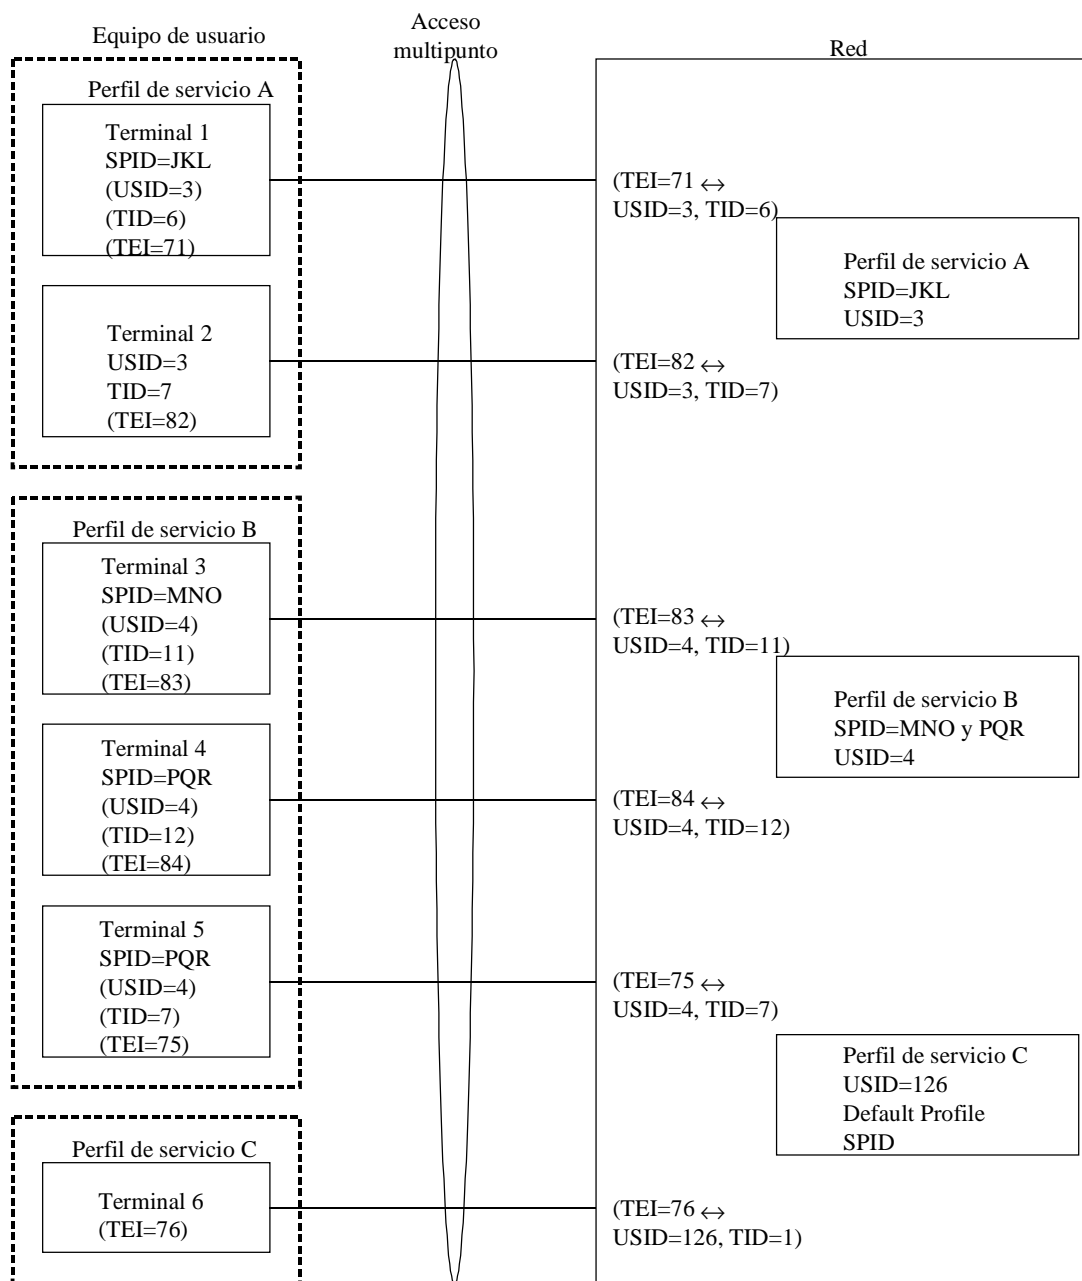 Equipo de usuario
Acceso
multipunto
Red
Perfil de servicio A
Terminal 1
SPID=JKL
(USID=3)
(TID=6)
(TEI=71)
(TEI=71 ↔
USID=3, TID=6)
Perfil de servicio A
SPID=JKL
USID=3
Terminal 2
USID=3
TID=7
(TEI=82)
(TEI=82 ↔
USID=3, TID=7)
Perfil de servicio B
Terminal 3
SPID=MNO
(USID=4)
(TID=11)
(TEI=83)
(TEI=83 ↔
USID=4, TID=11)
Perfil de servicio B
SPID=MNO y PQR
USID=4
Terminal 4
SPID=PQR
(USID=4)
(TID=12)
(TEI=84)
(TEI=84 ↔
USID=4, TID=12)
Terminal 5
SPID=PQR
(USID=4)
(TID=7)
(TEI=75)
(TEI=75 ↔
USID=4, TID=7)
Perfil de servicio C
USID=126
Default Profile
SPID
Perfil de servicio C
Terminal 6
(TEI=76)
(TEI=76 ↔
USID=126, TID=1)